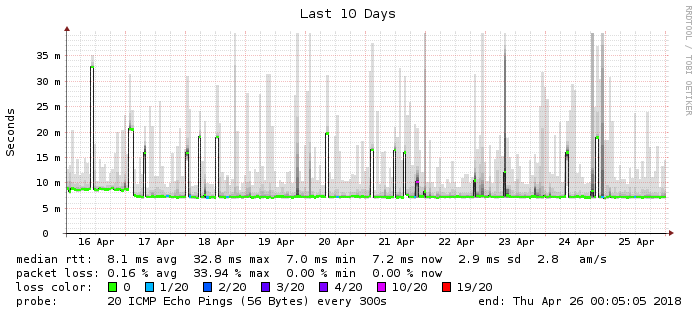 Last 10 Days
RRDTOOL / TOBI OETIKER
Seconds
35 m
30 m
25 m
20 m
15 m
10 m
5 m
0
16 Apr 17 Apr 18 Apr 19 Apr 20 Apr 21 Apr 22 Apr 23 Apr 24 Apr 25 Apr
median rtt: 8.1 ms avg 32.8 ms max 7.0 ms min 7.2 ms now 2.9 ms sd 2.8 am/s
packet loss: 0.16 % avg 33.94 % max 0.00 % min 0.00 % now
loss color: 0 1/20 2/20 3/20 4/20 10/20 19/20
probe: 20 ICMP Echo Pings (56 Bytes) every 300s end: Thu Apr 26 00:05:05 2018